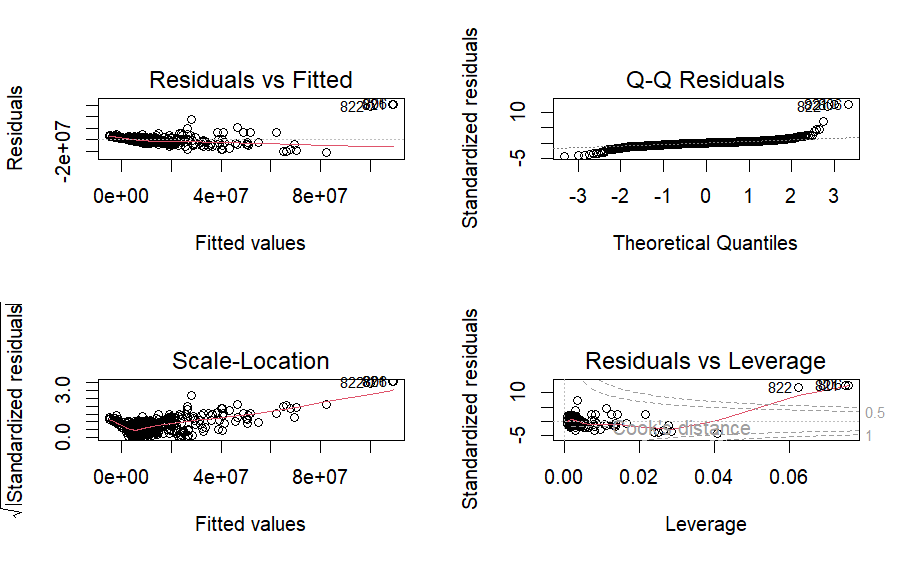 Residuals vs Fitted
Residuals
-2e+07
822
0e+00 4e+07 8e+07
Fitted values
Q-Q Residuals
Standardized residuals
-5 10
822
-3 -2 -1 0 1 2 3
Theoretical Quantiles
Scale-Location
√|Standardized residuals|
0.0 3.0
822
0e+00 4e+07 8e+07
Fitted values
Residuals vs Leverage
Standardized residuals
-5 10
822
Cook's distance
0.5
1
0.00 0.02 0.04 0.06
Leverage